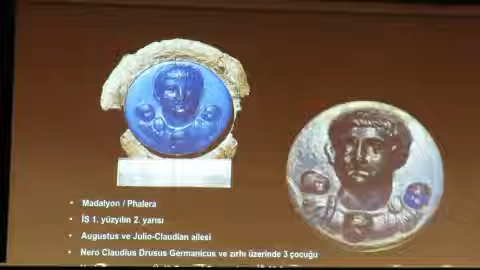 Madalyon / Phalera
İS 1. yüzyılın 2. yarısı
Augustus ve Julio-Claudian ailesi
Nero Claudius Drusus Germanicus ve zırhı üzerinde 3 çocuğu